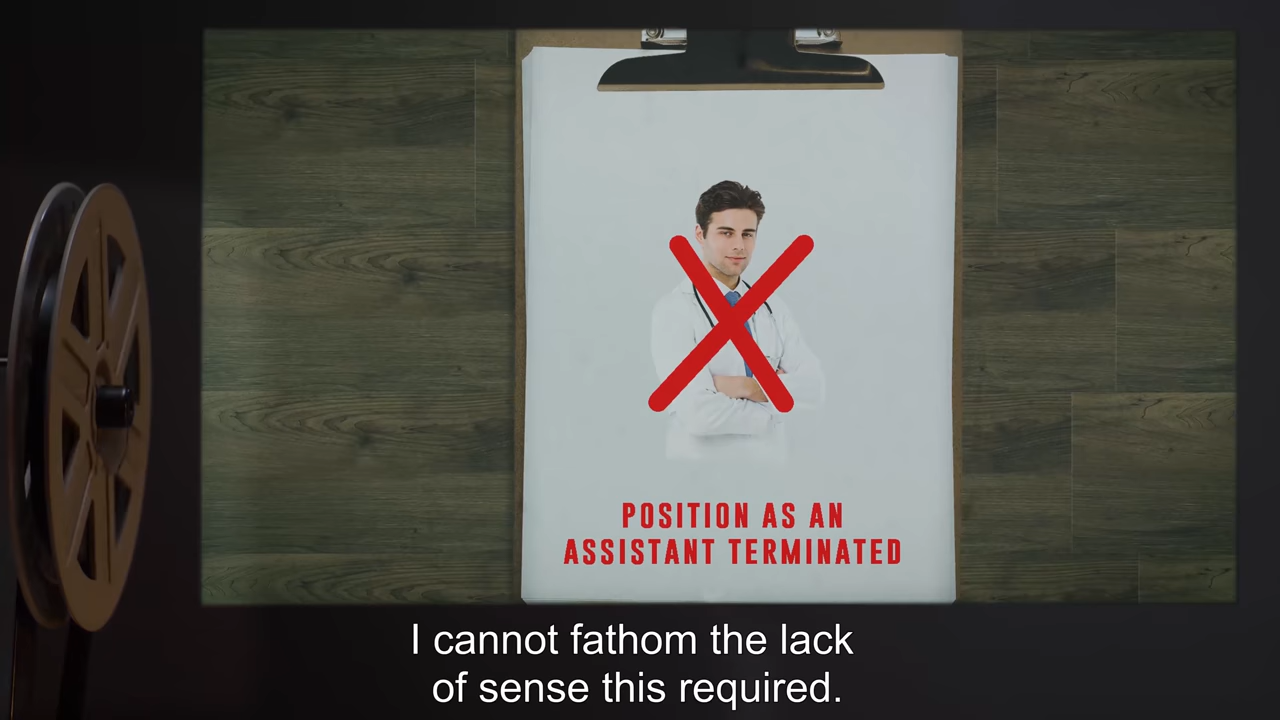 POSITION AS AN
ASSISTANT TERMINATED
I cannot fathom the lack
of sense this required.